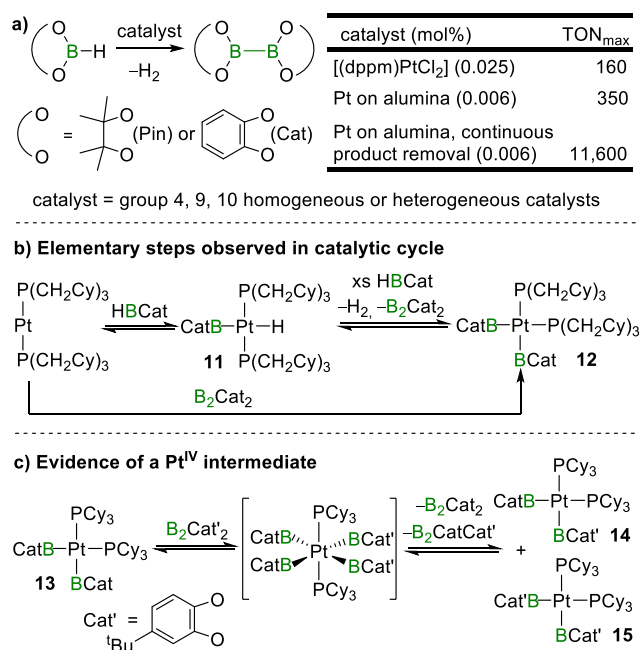 a)
O
B–H
O
catalyst
–H₂
O O
B–B
O O
O
O
=
O
O
(Pin) or
O
O
(Cat)
catalyst (mol%) TONmax
[(dppm)PtCl₂] (0.025) 160
Pt on alumina (0.006) 350
Pt on alumina, continuous
product removal (0.006) 11,600
catalyst = group 4, 9, 10 homogeneous or heterogeneous catalysts
b) Elementary steps observed in catalytic cycle
P(CH₂Cy)₃
Pt
P(CH₂Cy)₃
HBCat
P(CH₂Cy)₃
CatB–Pt–H
P(CH₂Cy)₃
11
xs HBCat
–H₂, –B₂Cat₂
P(CH₂Cy)₃
CatB–Pt–P(CH₂Cy)₃
BCat 12
B₂Cat₂
c) Evidence of a Ptᴵⱽ intermediate
PCy₃
CatB–Pt–PCy₃
13 BCat
B₂Cat'₂
PCy₃
CatB BCat'
Pt
CatB BCat'
PCy₃
–B₂Cat₂
–B₂CatCat'
PCy₃
CatB–Pt–PCy₃
BCat' 14
+
PCy₃
Cat'B–Pt–PCy₃
BCat' 15
Cat' =
O
O
ᵗBu